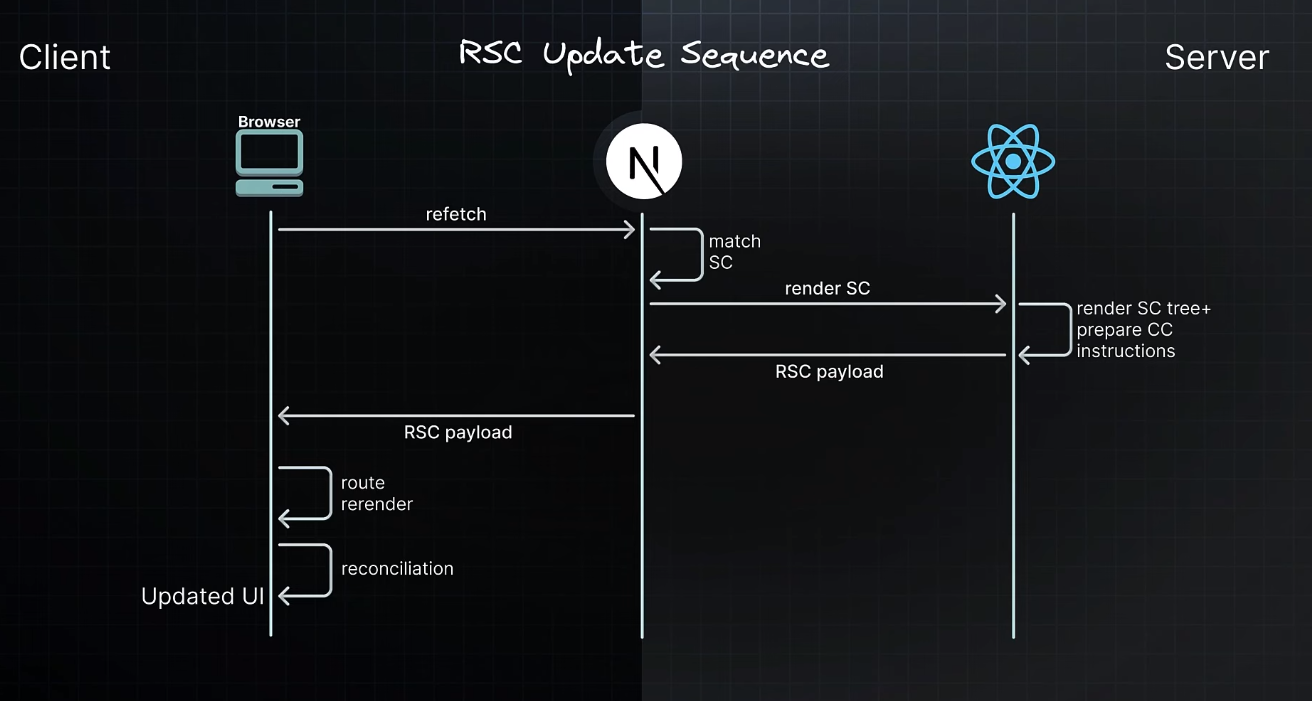 Client
RSC Update Sequence
Server
Browser
N
refetch
match
SC
render SC
render SC tree+
prepare CC
instructions
RSC payload
RSC payload
route
rerender
reconciliation
Updated UI